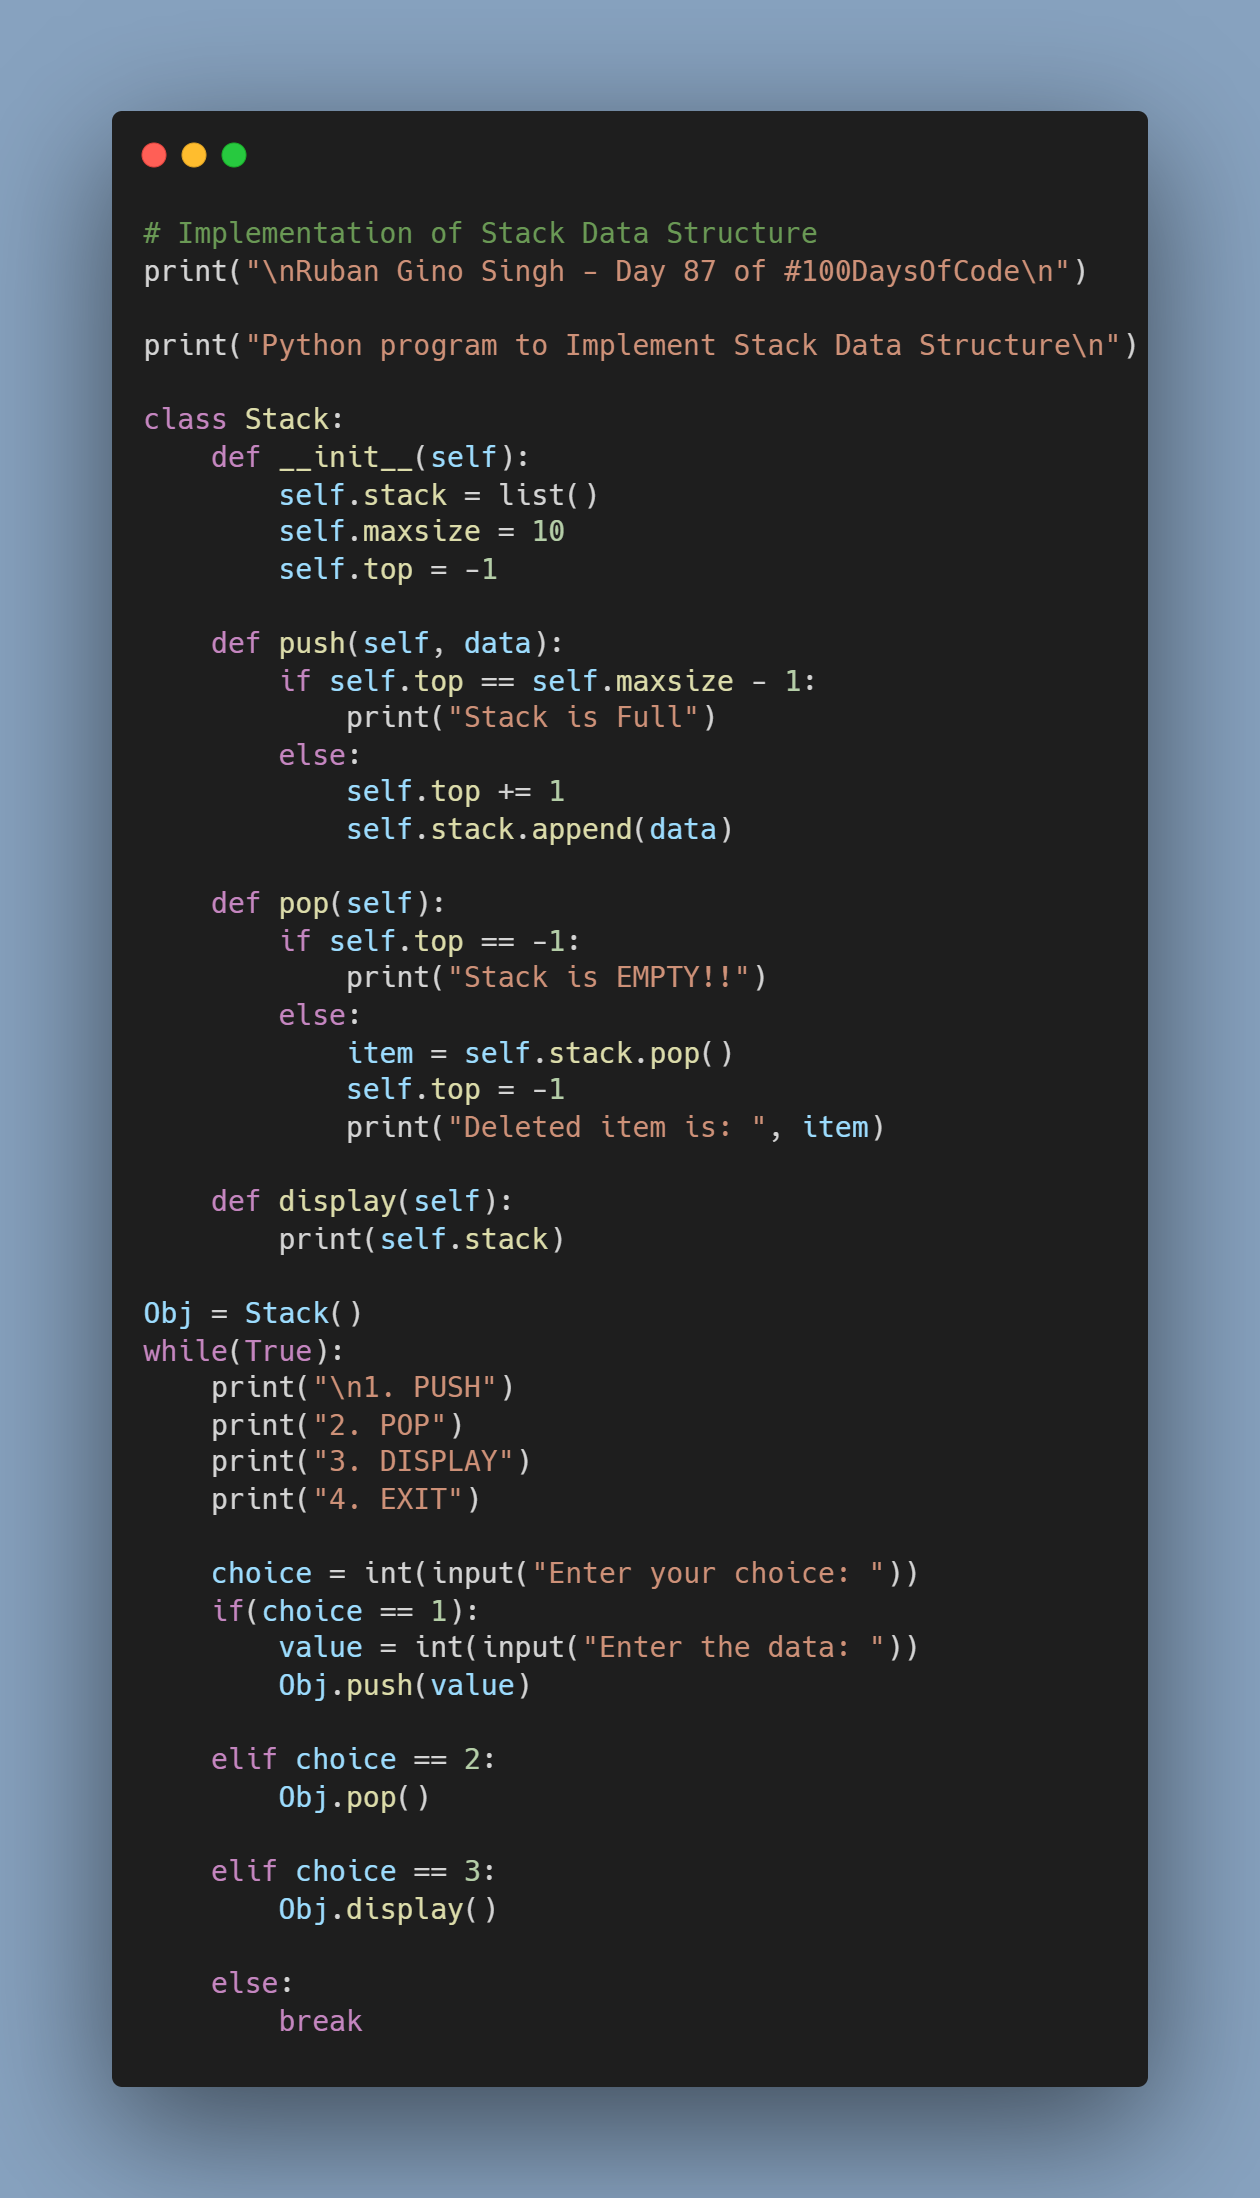 # Implementation of Stack Data Structure
print("\nRuban Gino Singh - Day 87 of #100DaysOfCode\n")
print("Python program to Implement Stack Data Structure\n")
class Stack:
    def __init__(self):
        self.stack = list()
        self.maxsize = 10
        self.top = -1
    def push(self, data):
        if self.top == self.maxsize - 1:
            print("Stack is Full")
        else:
            self.top += 1
            self.stack.append(data)
    def pop(self):
        if self.top == -1:
            print("Stack is EMPTY!!")
        else:
            item = self.stack.pop()
            self.top = -1
            print("Deleted item is: ", item)
    def display(self):
        print(self.stack)
Obj = Stack()
while(True):
    print("\n1. PUSH")
    print("2. POP")
    print("3. DISPLAY")
    print("4. EXIT")
    choice = int(input("Enter your choice: "))
    if(choice == 1):
        value = int(input("Enter the data: "))
        Obj.push(value)
    elif choice == 2:
        Obj.pop()
    elif choice == 3:
        Obj.display()
    else:
        break